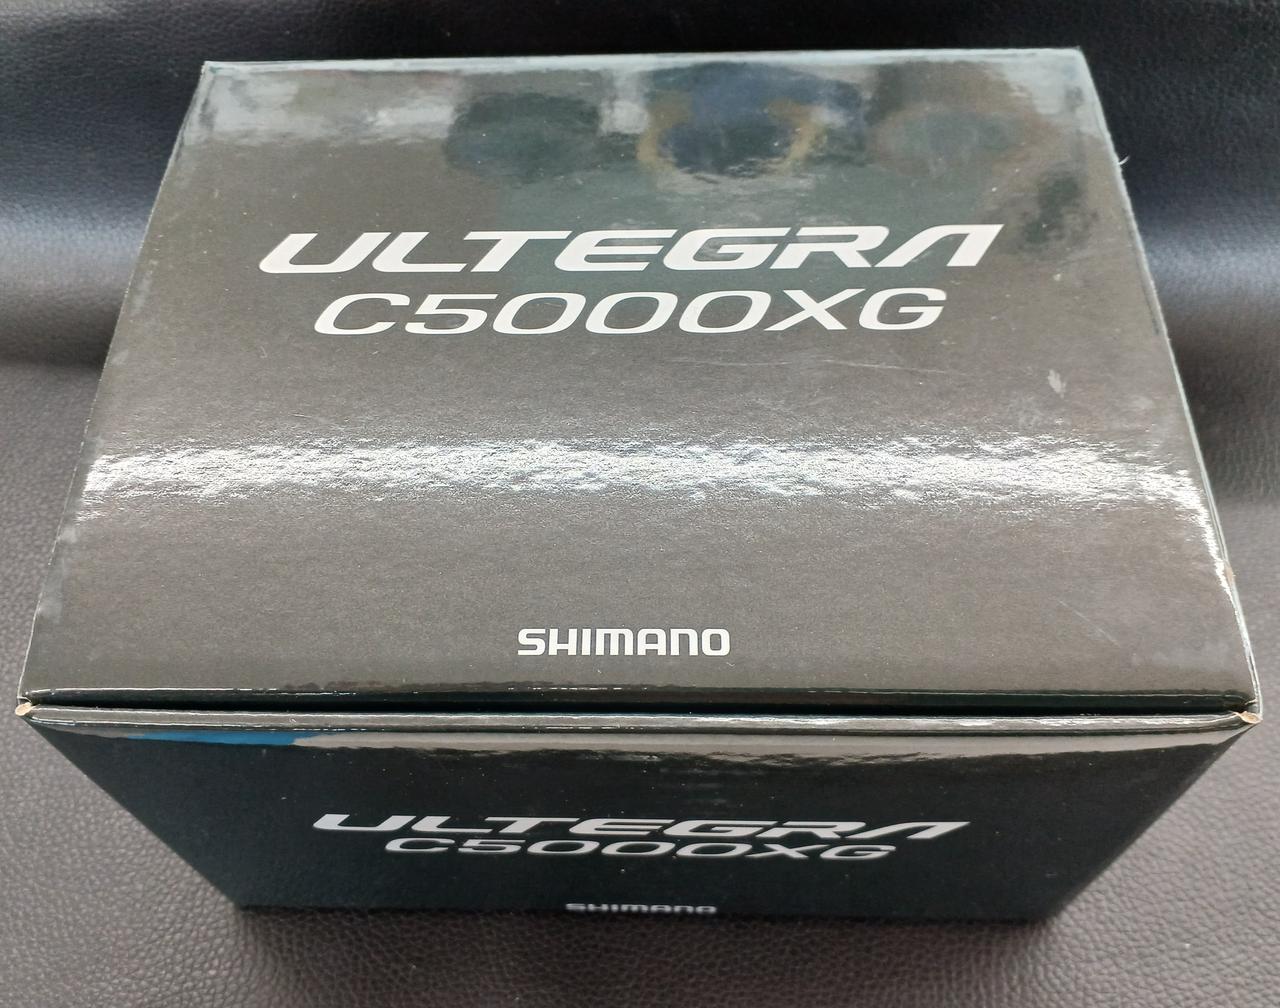 ULTEGRA
C5000XG
SHIMANO
ULTEGRA
C5000XG
SHIMANO